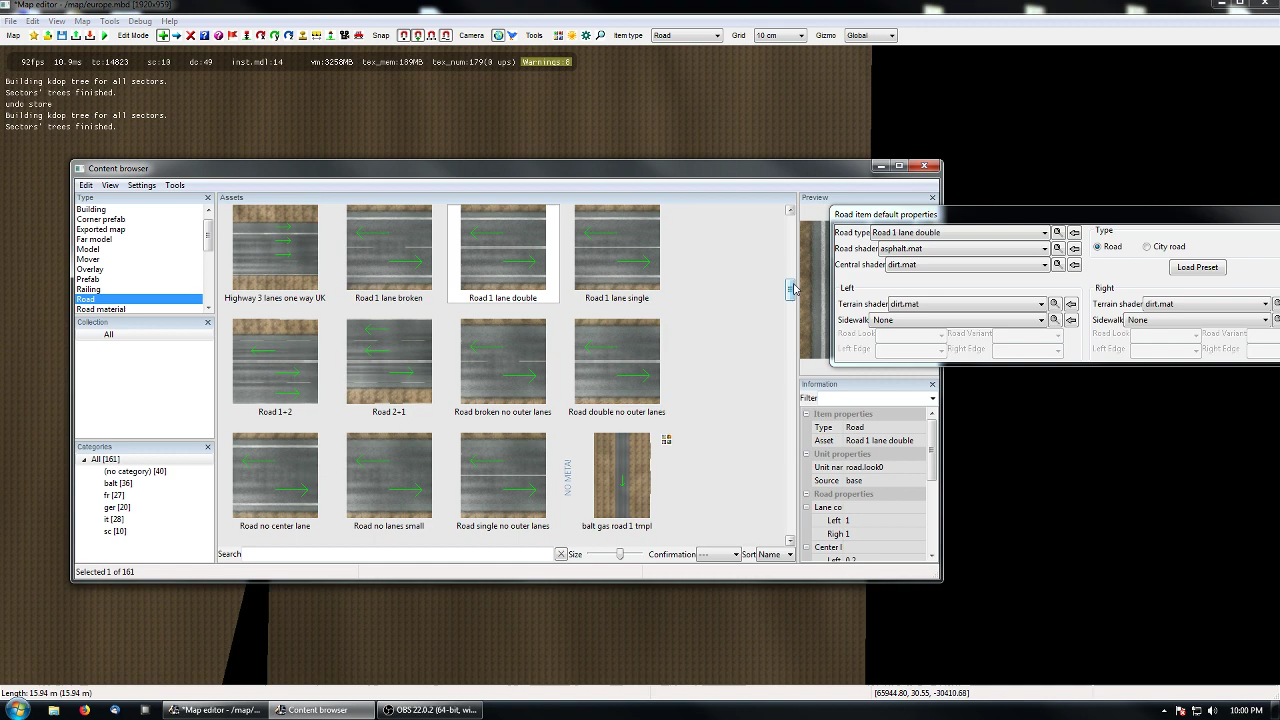 *Map editor - /map/europe.mbd [1920x959]
File Edit View Map Tools Debug Help
Map Edit Mode Snap Camera Tools Item type Road Grid 10 cm Gizmo Global
92fps 10.9ms tc:14823 sc:10 dc:49 inst.mdl:14 vm:3258MB tex_mem:189MB tex_num:179(0 ups) Warnings:8
Building kdop tree for all sectors.
Sectors' trees finished.
undo store
Building kdop tree for all sectors.
Sectors' trees finished.
Content browser
Edit View Settings Tools
Type
Building
Corner prefab
Exported map
Far model
Model
Mover
Overlay
Prefab
Railing
Road
Road material
Collection
All
Categories
All [161]
(no category) [40]
balt [36]
fr [27]
ger [20]
it [28]
sc [10]
Assets
Highway 3 lanes one way UK Road 1 lane broken Road 1 lane double Road 1 lane single
Road 1+2 Road 2+1 Road broken no outer lanes Road double no outer lanes
NO META!
Road no center lane Road no lanes small Road single no outer lanes balt gas road 1 tmpl
Search Size Confirmation --- Sort Name
Selected 1 of 161
Preview
Road item default properties
Road type Road 1 lane double
Road shader asphalt.mat
Central shader dirt.mat
Type
Road City road
Load Preset
Left
Terrain shader dirt.mat
Sidewalk None
Road Look Road Variant
Left Edge Right Edge
Right
Terrain shader dirt.mat
Sidewalk None
Road Look Road Variant
Left Edge Right Edge
Information
Filter
Item properties
Type Road
Asset Road 1 lane double
Unit properties
Unit nar road.look0
Source base
Road properties
Lane co
Left 1
Righ 1
Center l
Left 0.2
Length: 15.94 m (15.94 m)
[65944.80, 30.55, -30410.68]
*Map editor - /map/... Content browser OBS 22.0.2 (64-bit, w... 10:00 PM